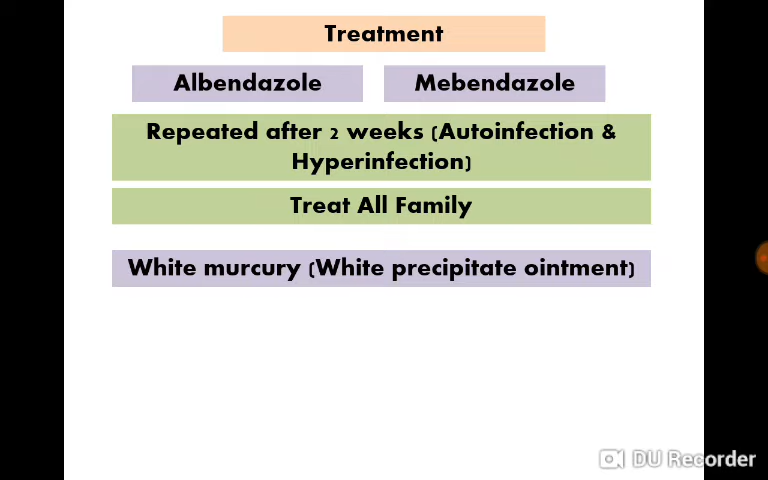 Treatment
Albendazole
Mebendazole
Repeated after 2 weeks (Autoinfection &
Hyperinfection)
Treat All Family
White murcury (White precipitate ointment)
DU Recorder